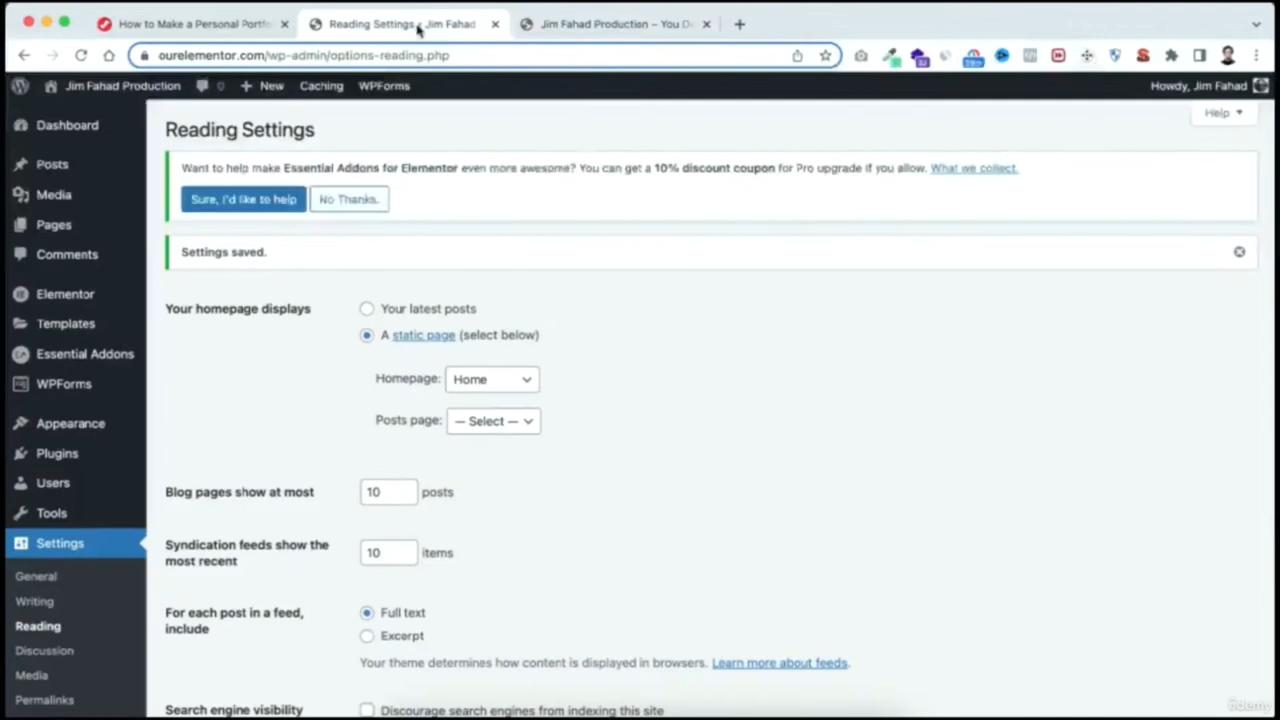 How to Make a Personal Portf
Reading Settings ‹ Jim Fahad
Jim Fahad Production – You D
ourelementor.com/wp-admin/options-reading.php
Jim Fahad Production
0
New
Caching
WPForms
Howdy, Jim Fahad
Help
Dashboard
Posts
Media
Pages
Comments
Elementor
Templates
Essential Addons
WPForms
Appearance
Plugins
Users
Tools
Settings
General
Writing
Reading
Discussion
Media
Permalinks
Reading Settings
Want to help make Essential Addons for Elementor even more awesome? You can get a 10% discount coupon for Pro upgrade if you allow. What we collect.
Sure, I'd like to help
No Thanks.
Settings saved.
Your homepage displays
Your latest posts
A static page (select below)
Homepage: Home
Posts page: — Select —
Blog pages show at most
10 posts
Syndication feeds show the
most recent
10 items
For each post in a feed,
include
Full text
Excerpt
Your theme determines how content is displayed in browsers. Learn more about feeds.
Search engine visibility
Discourage search engines from indexing this site
ûdemy